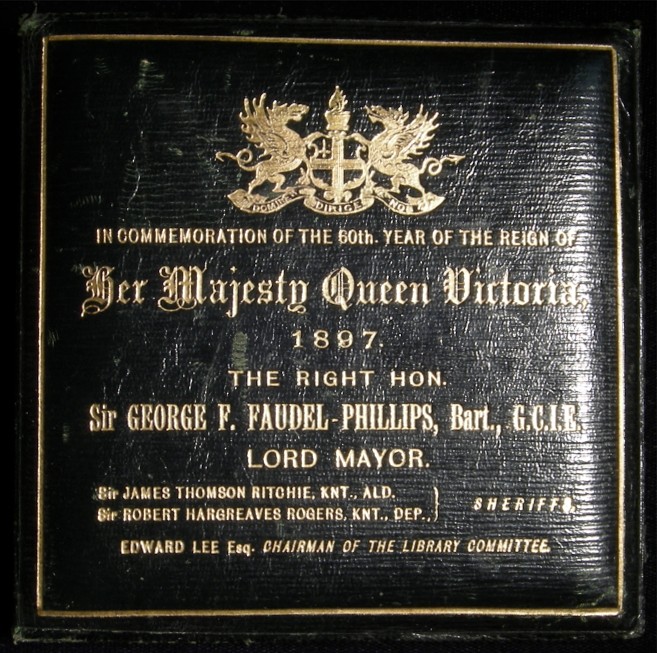 DOMINE DIRIGE NOS
IN COMMEMORATION OF THE 60th. YEAR OF THE REIGN OF
Her Majesty Queen Victoria,
1897.
THE RIGHT HON.
Sir GEORGE F. FAUDEL-PHILLIPS, Bart., G.C.I.E.
LORD MAYOR.
Sir JAMES THOMSON RITCHIE, KNT., ALD.
Sir ROBERT HARGREAVES ROGERS, KNT., DEP., } SHERIFFS.
EDWARD LEE Esq. CHAIRMAN OF THE LIBRARY COMMITTEE.